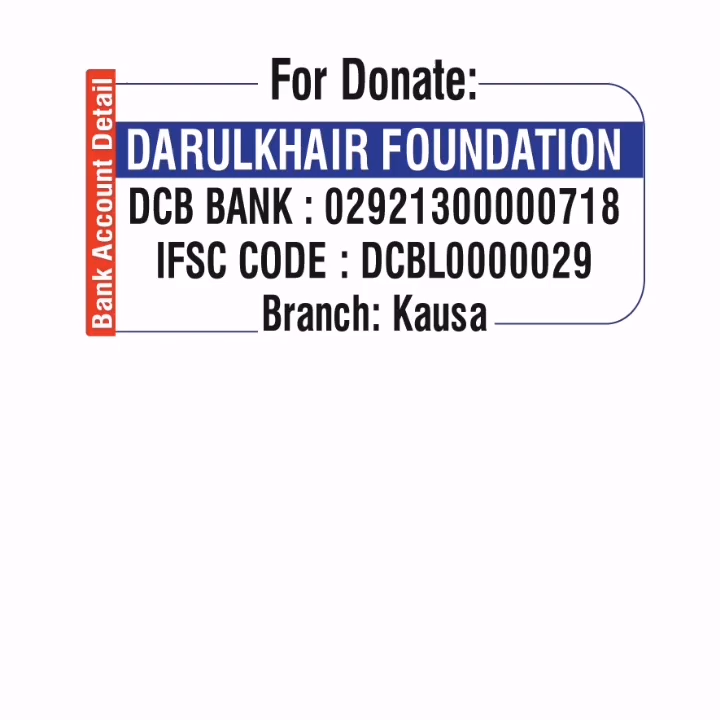 For Donate:
Bank Account Detail
DARULKHAIR FOUNDATION
DCB BANK : 02921300000718
IFSC CODE : DCBL0000029
Branch: Kausa